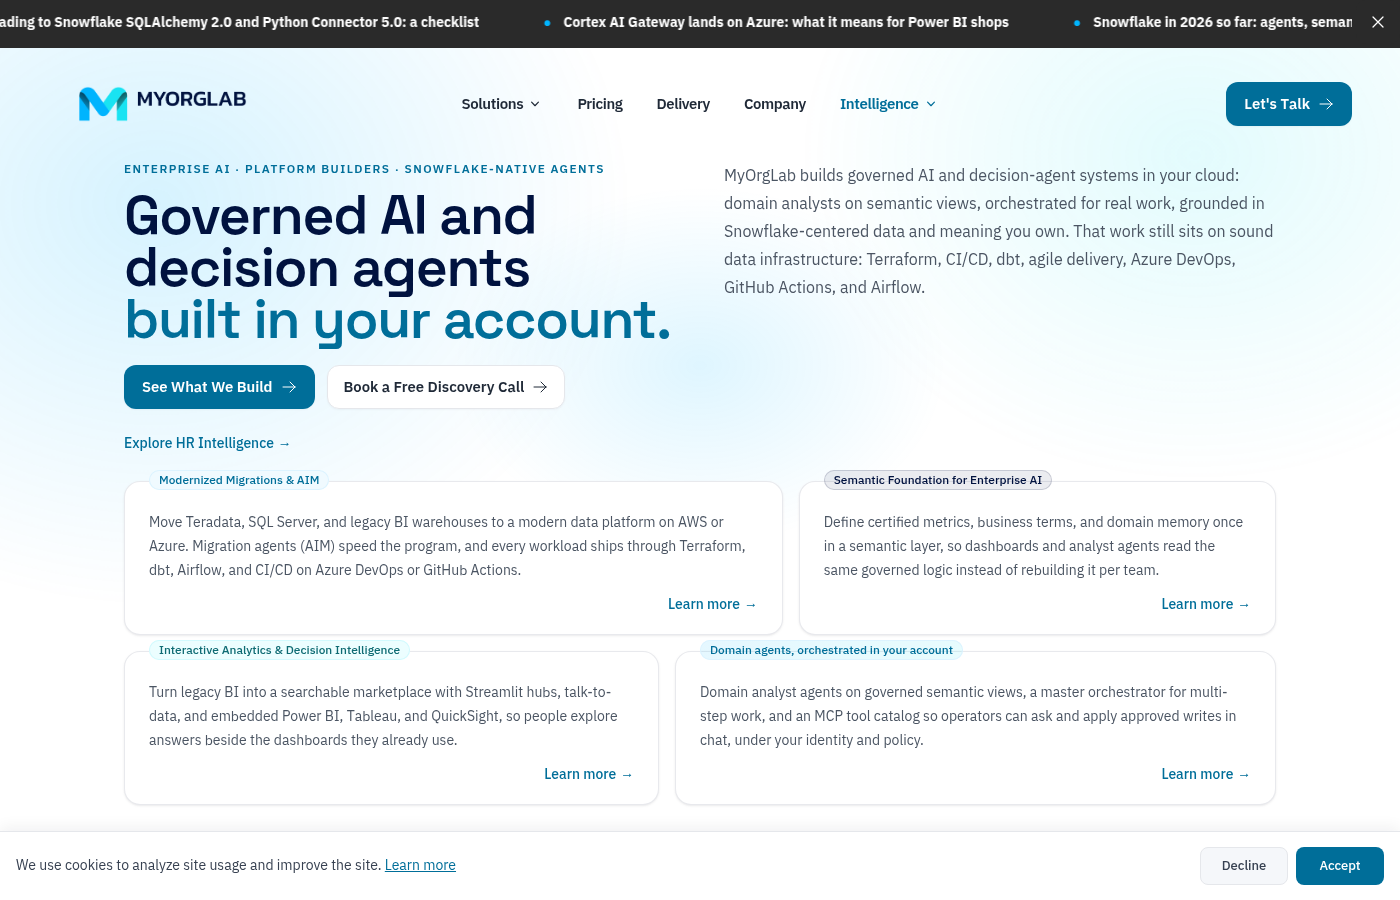 ading to Snowflake SQLAlchemy 2.0 and Python Connector 5.0: a checklist
Cortex AI Gateway lands on Azure: what it means for Power BI shops
Snowflake in 2026 so far: agents, seman
MYORGLAB
Solutions
Pricing
Delivery
Company
Intelligence
Let's Talk →
ENTERPRISE AI · PLATFORM BUILDERS · SNOWFLAKE-NATIVE AGENTS
Governed AI and
decision agents
built in your account.
MyOrgLab builds governed AI and decision-agent systems in your cloud:
domain analysts on semantic views, orchestrated for real work, grounded in
Snowflake-centered data and meaning you own. That work still sits on sound
data infrastructure: Terraform, CI/CD, dbt, agile delivery, Azure DevOps,
GitHub Actions, and Airflow.
See What We Build →
Book a Free Discovery Call →
Explore HR Intelligence →
Modernized Migrations & AIM
Move Teradata, SQL Server, and legacy BI warehouses to a modern data platform on AWS or
Azure. Migration agents (AIM) speed the program, and every workload ships through Terraform,
dbt, Airflow, and CI/CD on Azure DevOps or GitHub Actions.
Learn more →
Semantic Foundation for Enterprise AI
Define certified metrics, business terms, and domain memory once
in a semantic layer, so dashboards and analyst agents read the
same governed logic instead of rebuilding it per team.
Learn more →
Interactive Analytics & Decision Intelligence
Turn legacy BI into a searchable marketplace with Streamlit hubs, talk-to-
data, and embedded Power BI, Tableau, and QuickSight, so people explore
answers beside the dashboards they already use.
Learn more →
Domain agents, orchestrated in your account
Domain analyst agents on governed semantic views, a master orchestrator for multi-
step work, and an MCP tool catalog so operators can ask and apply approved writes in
chat, under your identity and policy.
Learn more →
We use cookies to analyze site usage and improve the site. Learn more
Decline
Accept